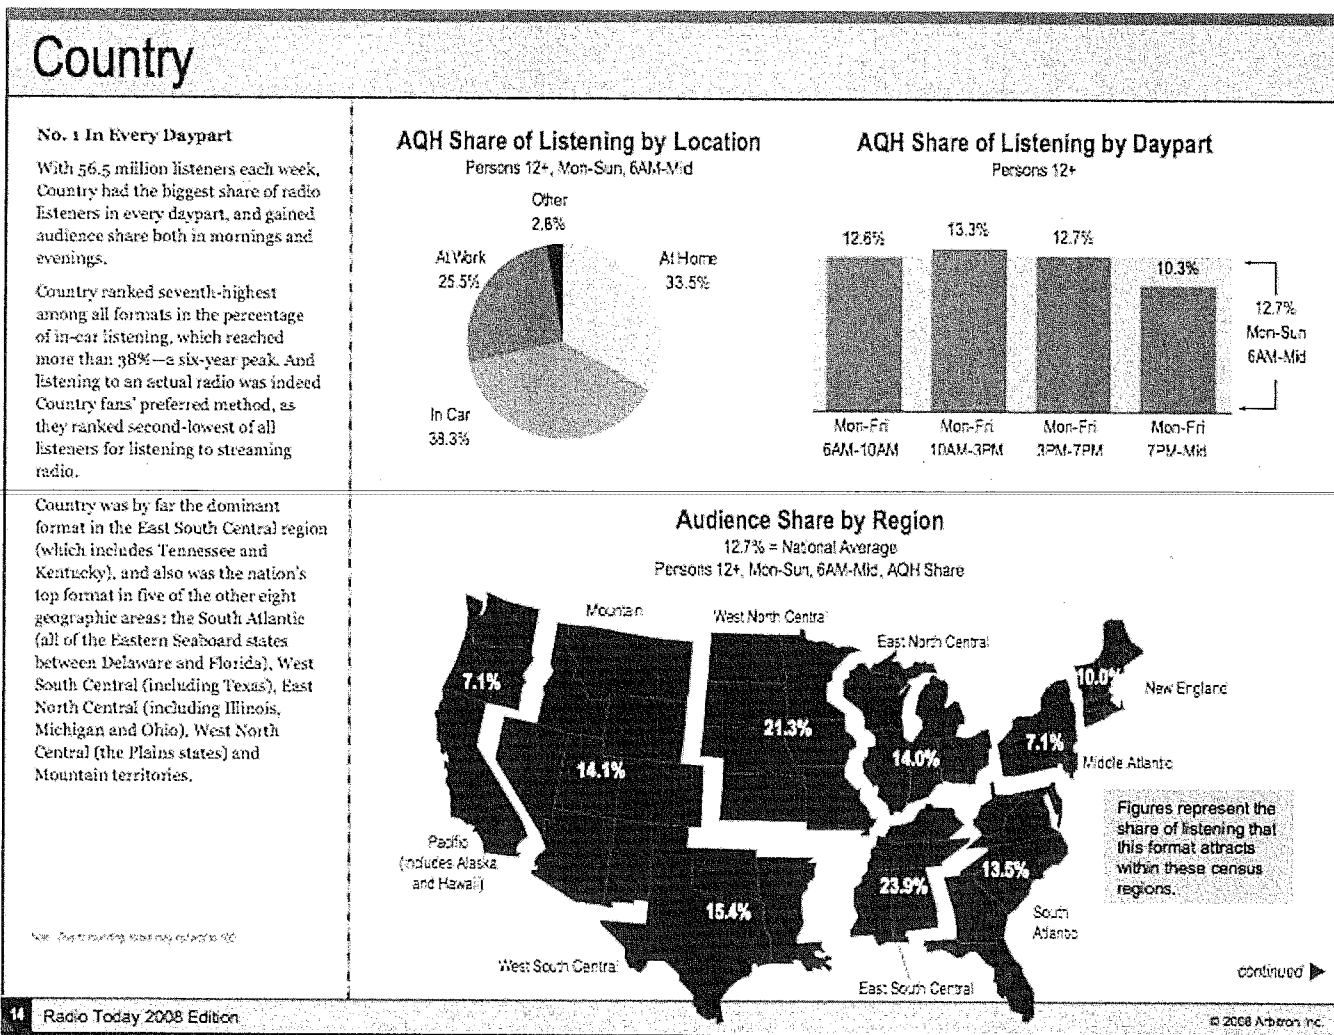 Country
No. 1 In Every Daypart
With 56.5 million listeners each week,
Country had the biggest share of radio
listeners in every daypart, and gained
audience share both in mornings and
evenings.
Country ranked seventh-highest
among all formats in the percentage
of in-car listening, which reached
more than 38%—a six-year peak. And
listening to an actual radio was indeed
Country fans' preferred method, as
they ranked second-lowest of all
listeners for listening to streaming
radio.
Country was by far the dominant
format in the East South Central region
(which includes Tennessee and
Kentucky), and also was the nation's
top format in five of the other eight
geographic areas: the South Atlantic
(all of the Eastern Seaboard states
between Delaware and Florida), West
South Central (including Texas), East
North Central (including Illinois,
Michigan and Ohio), West North
Central (the Plains states) and
Mountain territories.
AQH Share of Listening by Location
Persons 12+, Mon-Sun, 6AM-Mid
Other
2.6%
At Work
25.5%
At Home
33.5%
In Car
38.3%
AQH Share of Listening by Daypart
Persons 12+
12.6%
13.3%
12.7%
10.3%
12.7%
Mon-Sun
6AM-Mid
Mon-Fri
6AM-10AM
Mon-Fri
10AM-3PM
Mon-Fri
3PM-7PM
Mon-Fri
7PM-Mid
Audience Share by Region
12.7% = National Average
Persons 12+, Mon-Sun, 6AM-Mid, AQH Share
Mountain
West North Central
East North Central
7.1%
10.0%
New England
21.3%
14.0%
7.1%
14.1%
Middle Atlantic
Figures represent the
share of listening that
this format attracts
within these census
regions.
Pacific
(includes Alaska
and Hawaii)
13.5%
23.9%
15.4%
South
Atlantic
West South Central
East South Central
continued
14 Radio Today 2008 Edition
© 2008 Arbitron Inc.